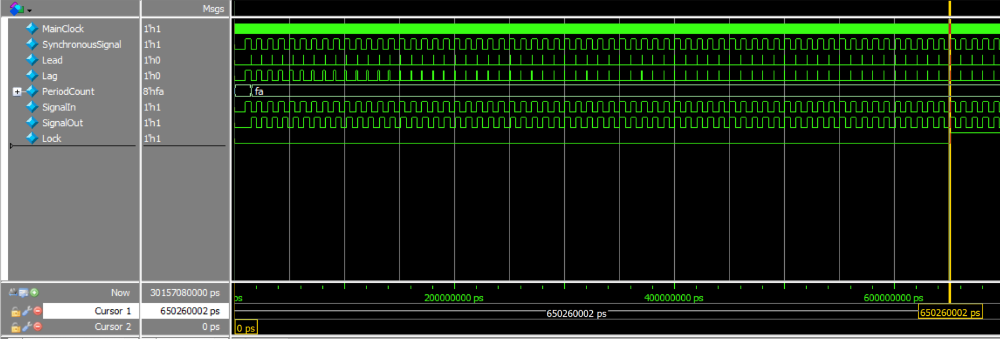 Msgs
MainClock 1'h1
SynchronousSignal 1'h1
Lead 1'h0
Lag 1'h0
PeriodCount 8'hfa fa
SignalIn 1'h1
SignalOut 1'h1
Lock 1'h1
Now 30157080000 ps ps 200000000 ps 400000000 ps 600000000 ps
Cursor 1 650260002 ps 650260002 ps 650260002 ps
Cursor 2 0 ps 0 ps